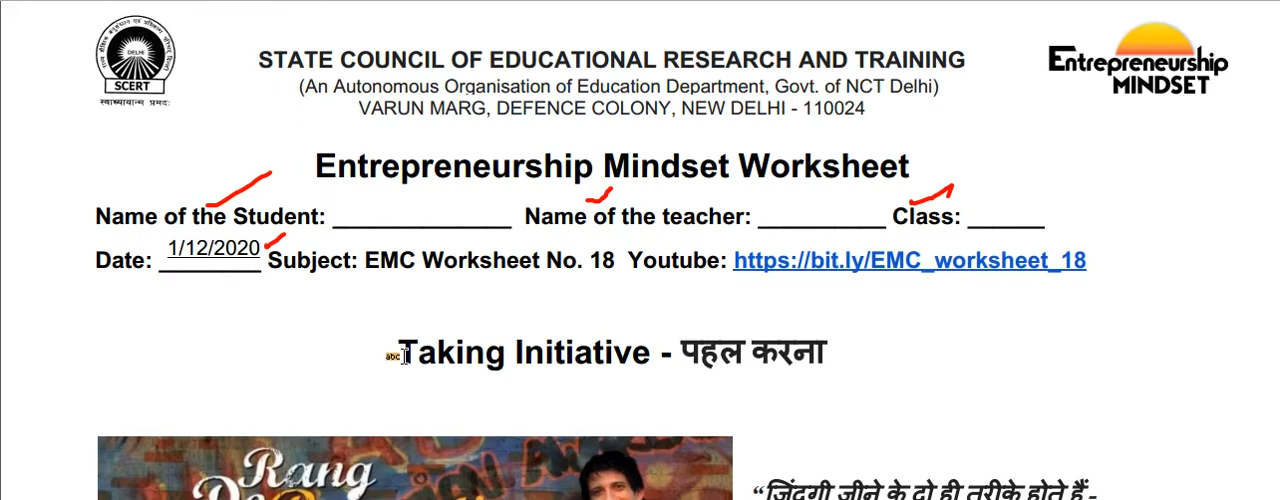 STATE COUNCIL OF EDUCATIONAL RESEARCH AND TRAINING
(An Autonomous Organisation of Education Department, Govt. of NCT Delhi)
VARUN MARG, DEFENCE COLONY, NEW DELHI - 110024
DELHI
SCERT
Entrepreneurship
MINDSET
Entrepreneurship Mindset Worksheet
Name of the Student: ______________ Name of the teacher: __________ Class: ______
Date: 1/12/2020 Subject: EMC Worksheet No. 18 Youtube: https://bit.ly/EMC_worksheet_18
abc
Taking Initiative - पहल करना
Rang
De
“ज़िंदगी जीने के दो ही तरीके होते हैं -